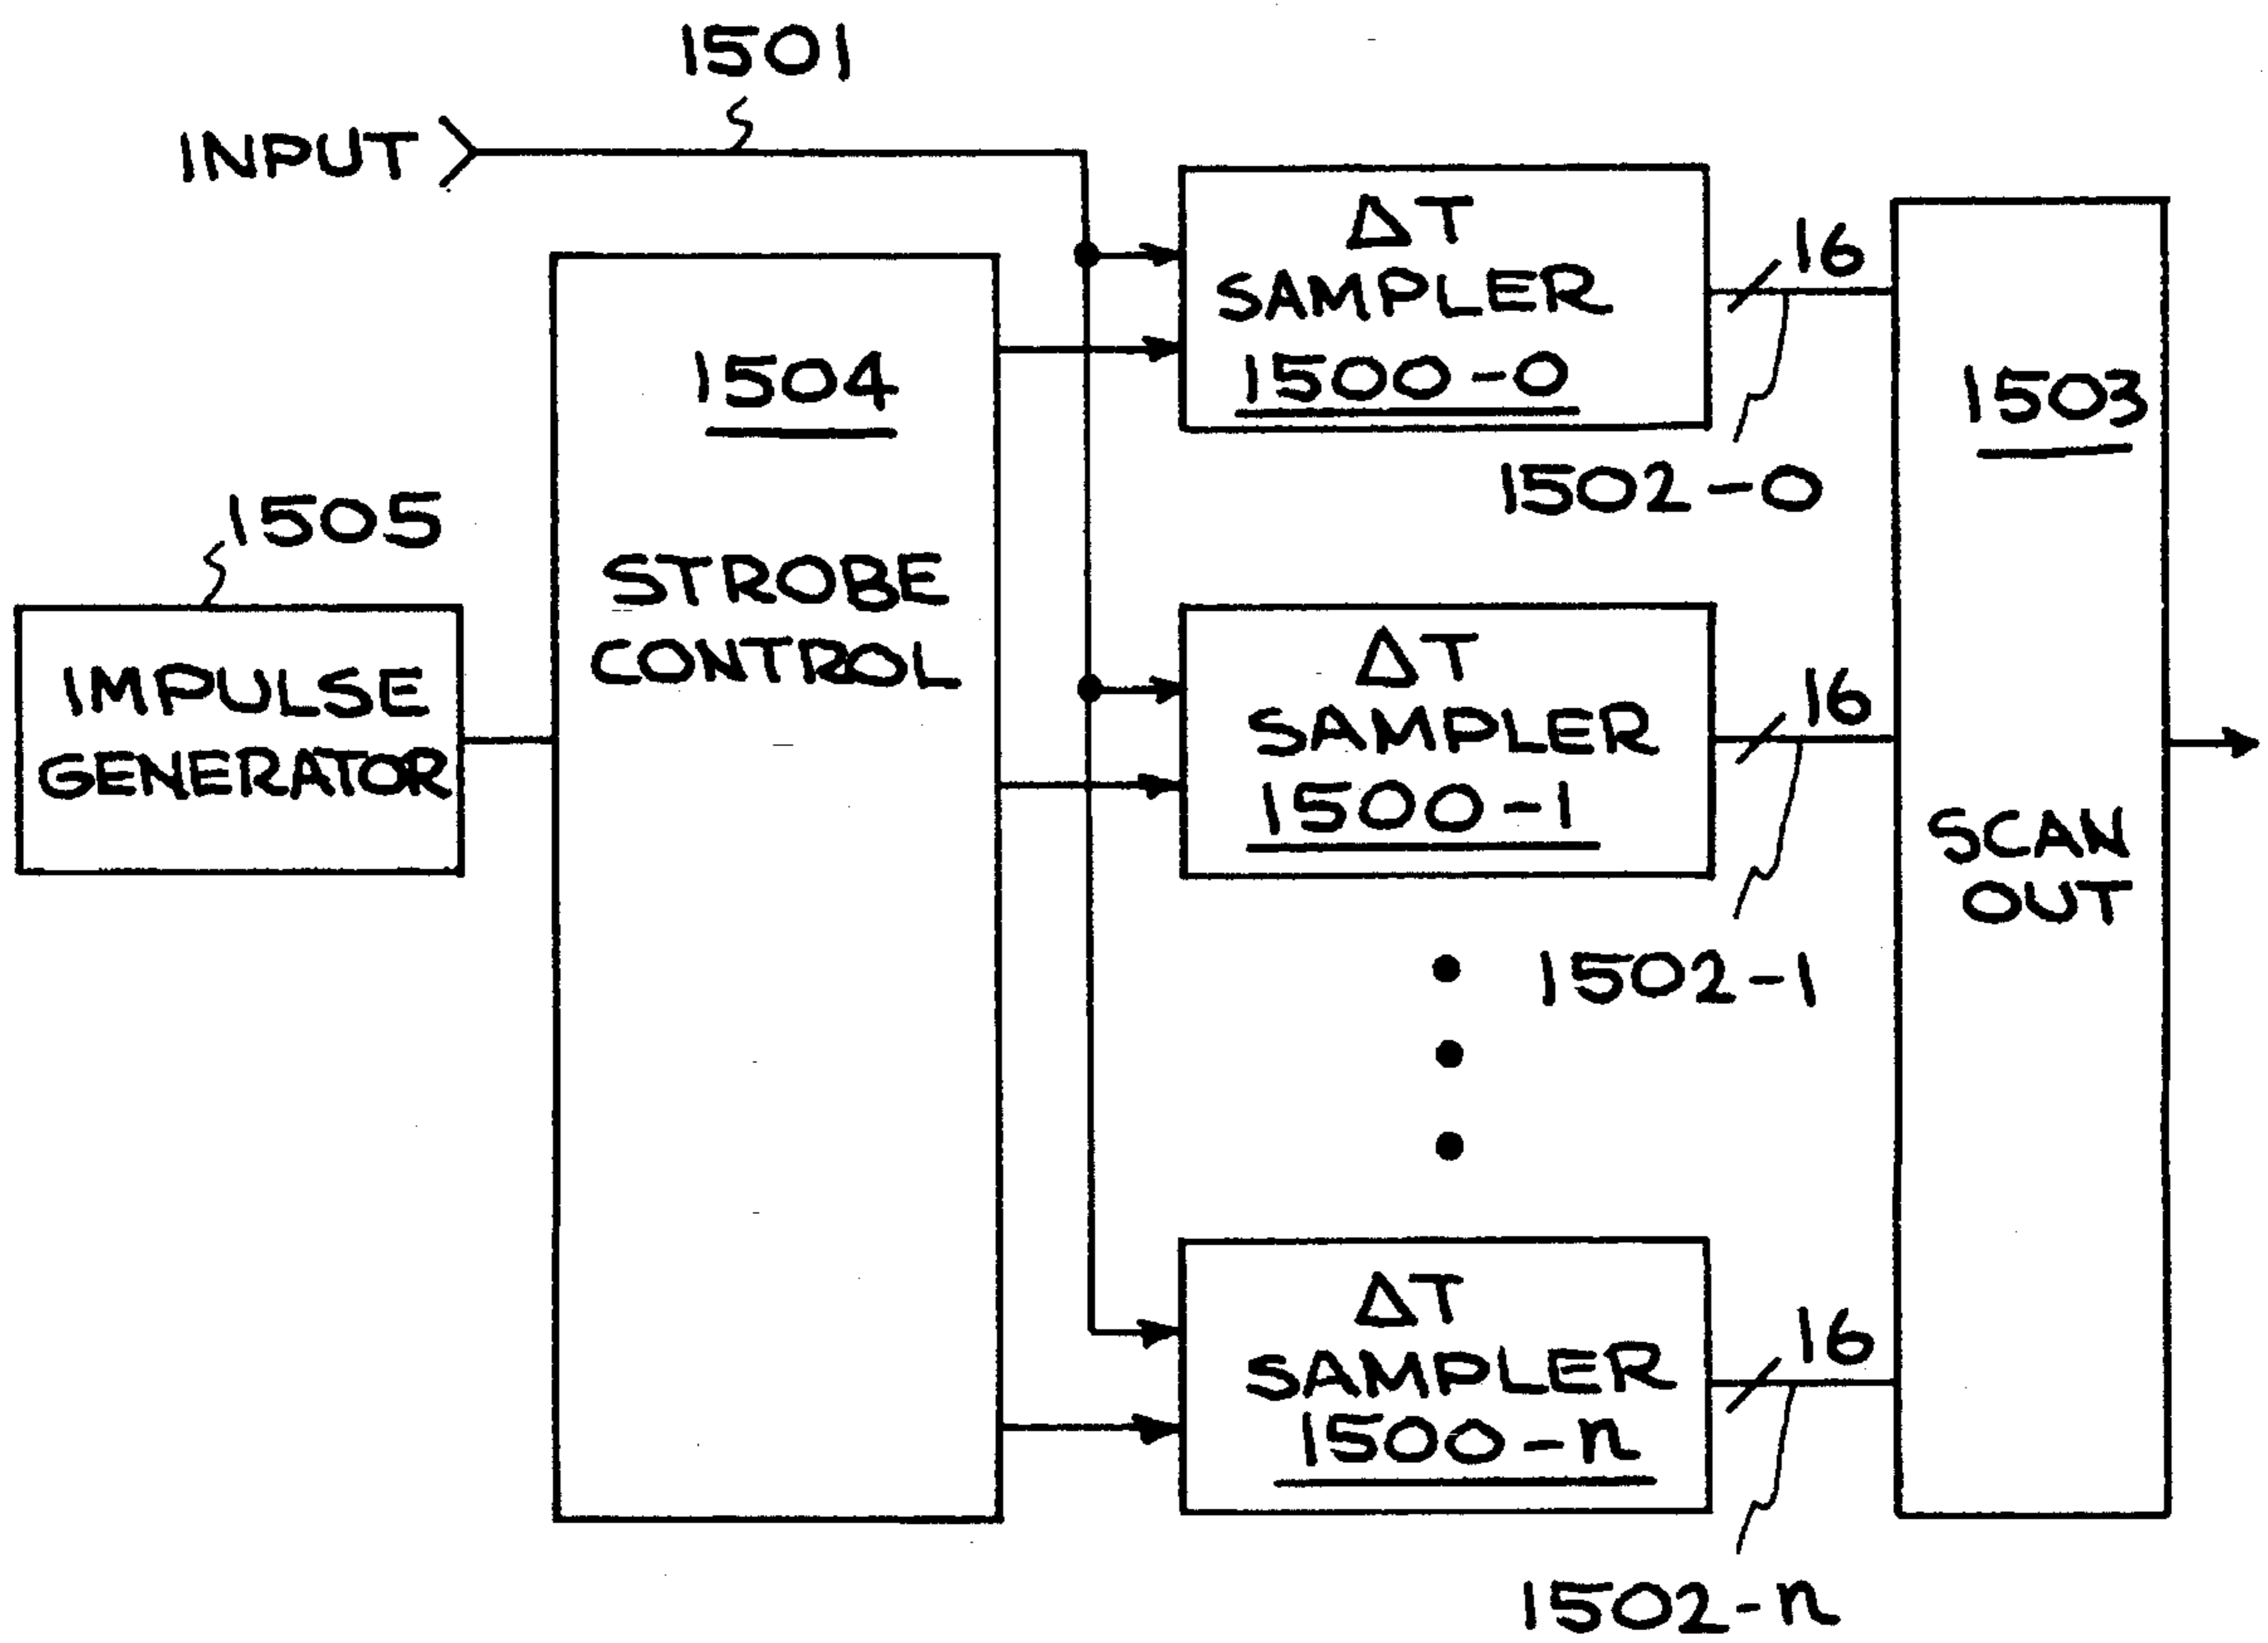 1501
INPUT
ΔT
SAMPLER
1500-0
16
1502-0
1503
SCAN
OUT
1504
STROBE
CONTROL
1505
IMPULSE
GENERATOR
ΔT
SAMPLER
1500-1
16
1502-1
ΔT
SAMPLER
1500-n
16
1502-n